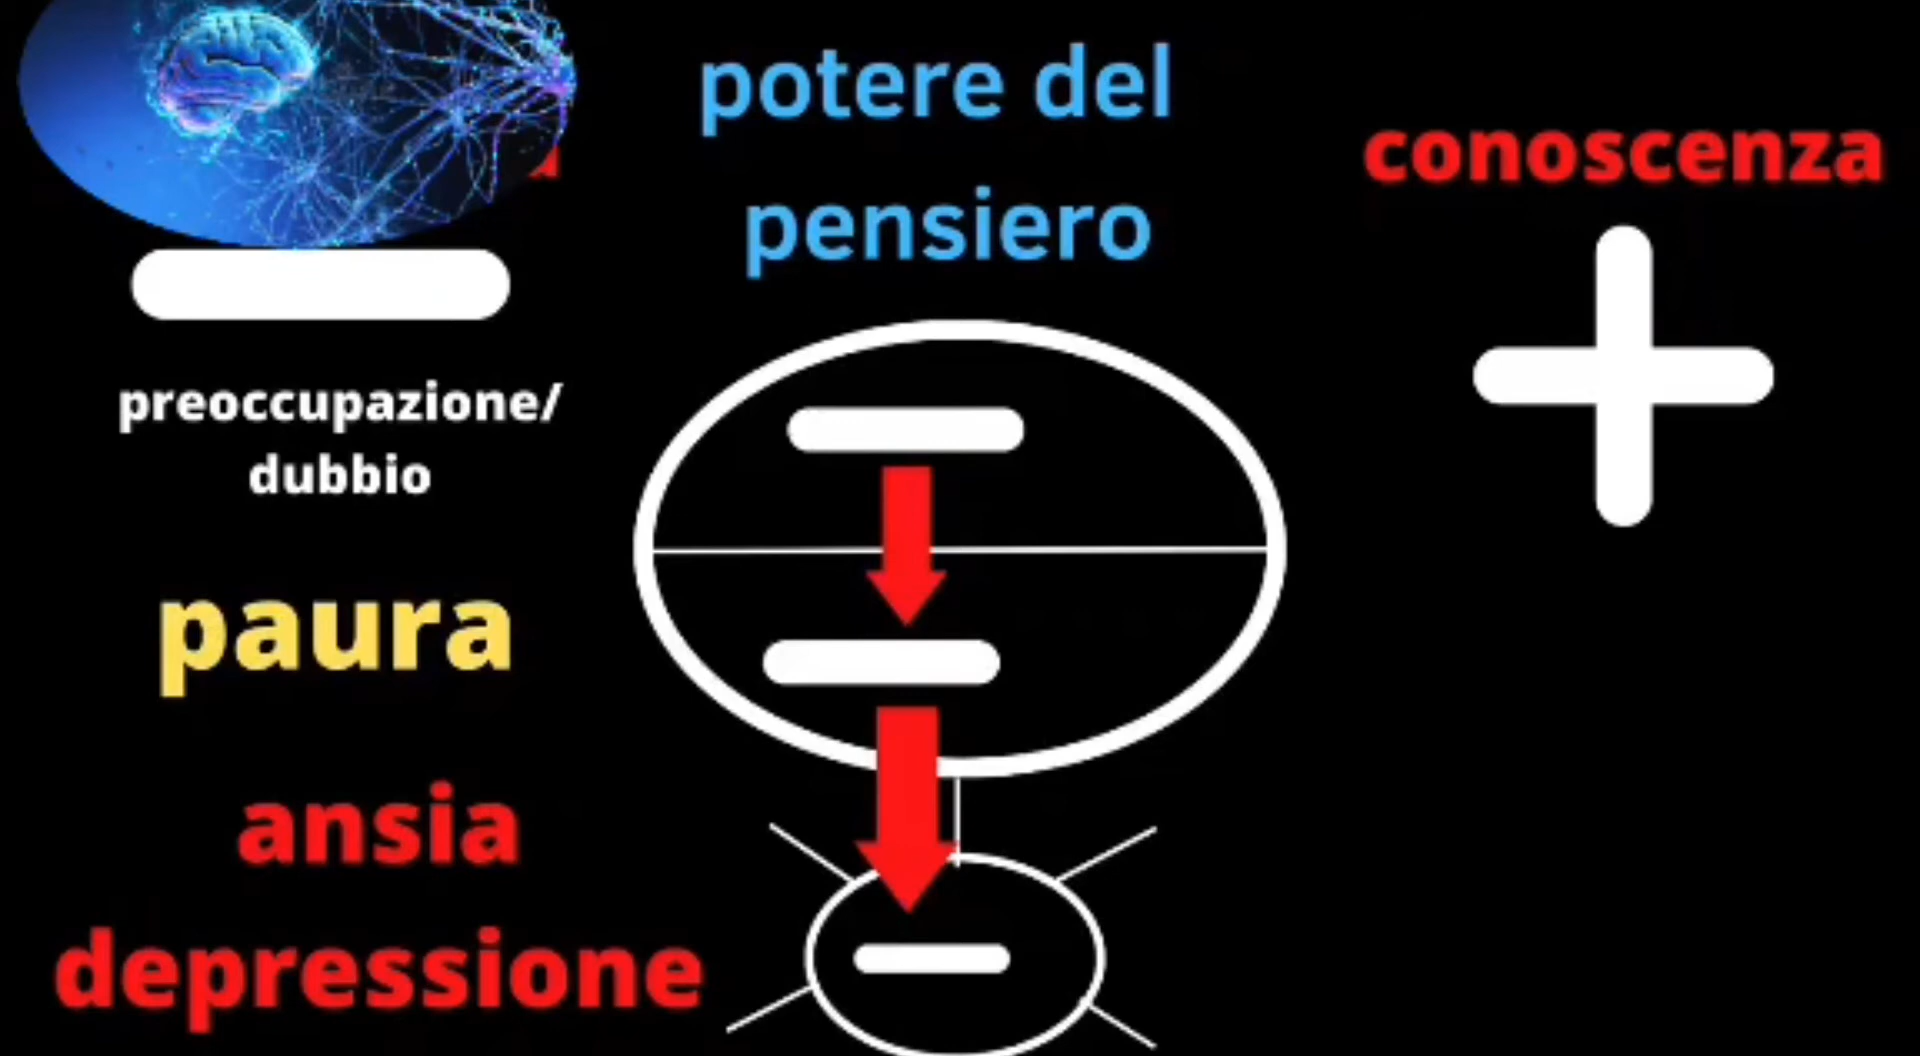 potere del
pensiero
conoscenza
preoccupazione/
dubbio
paura
ansia
depressione